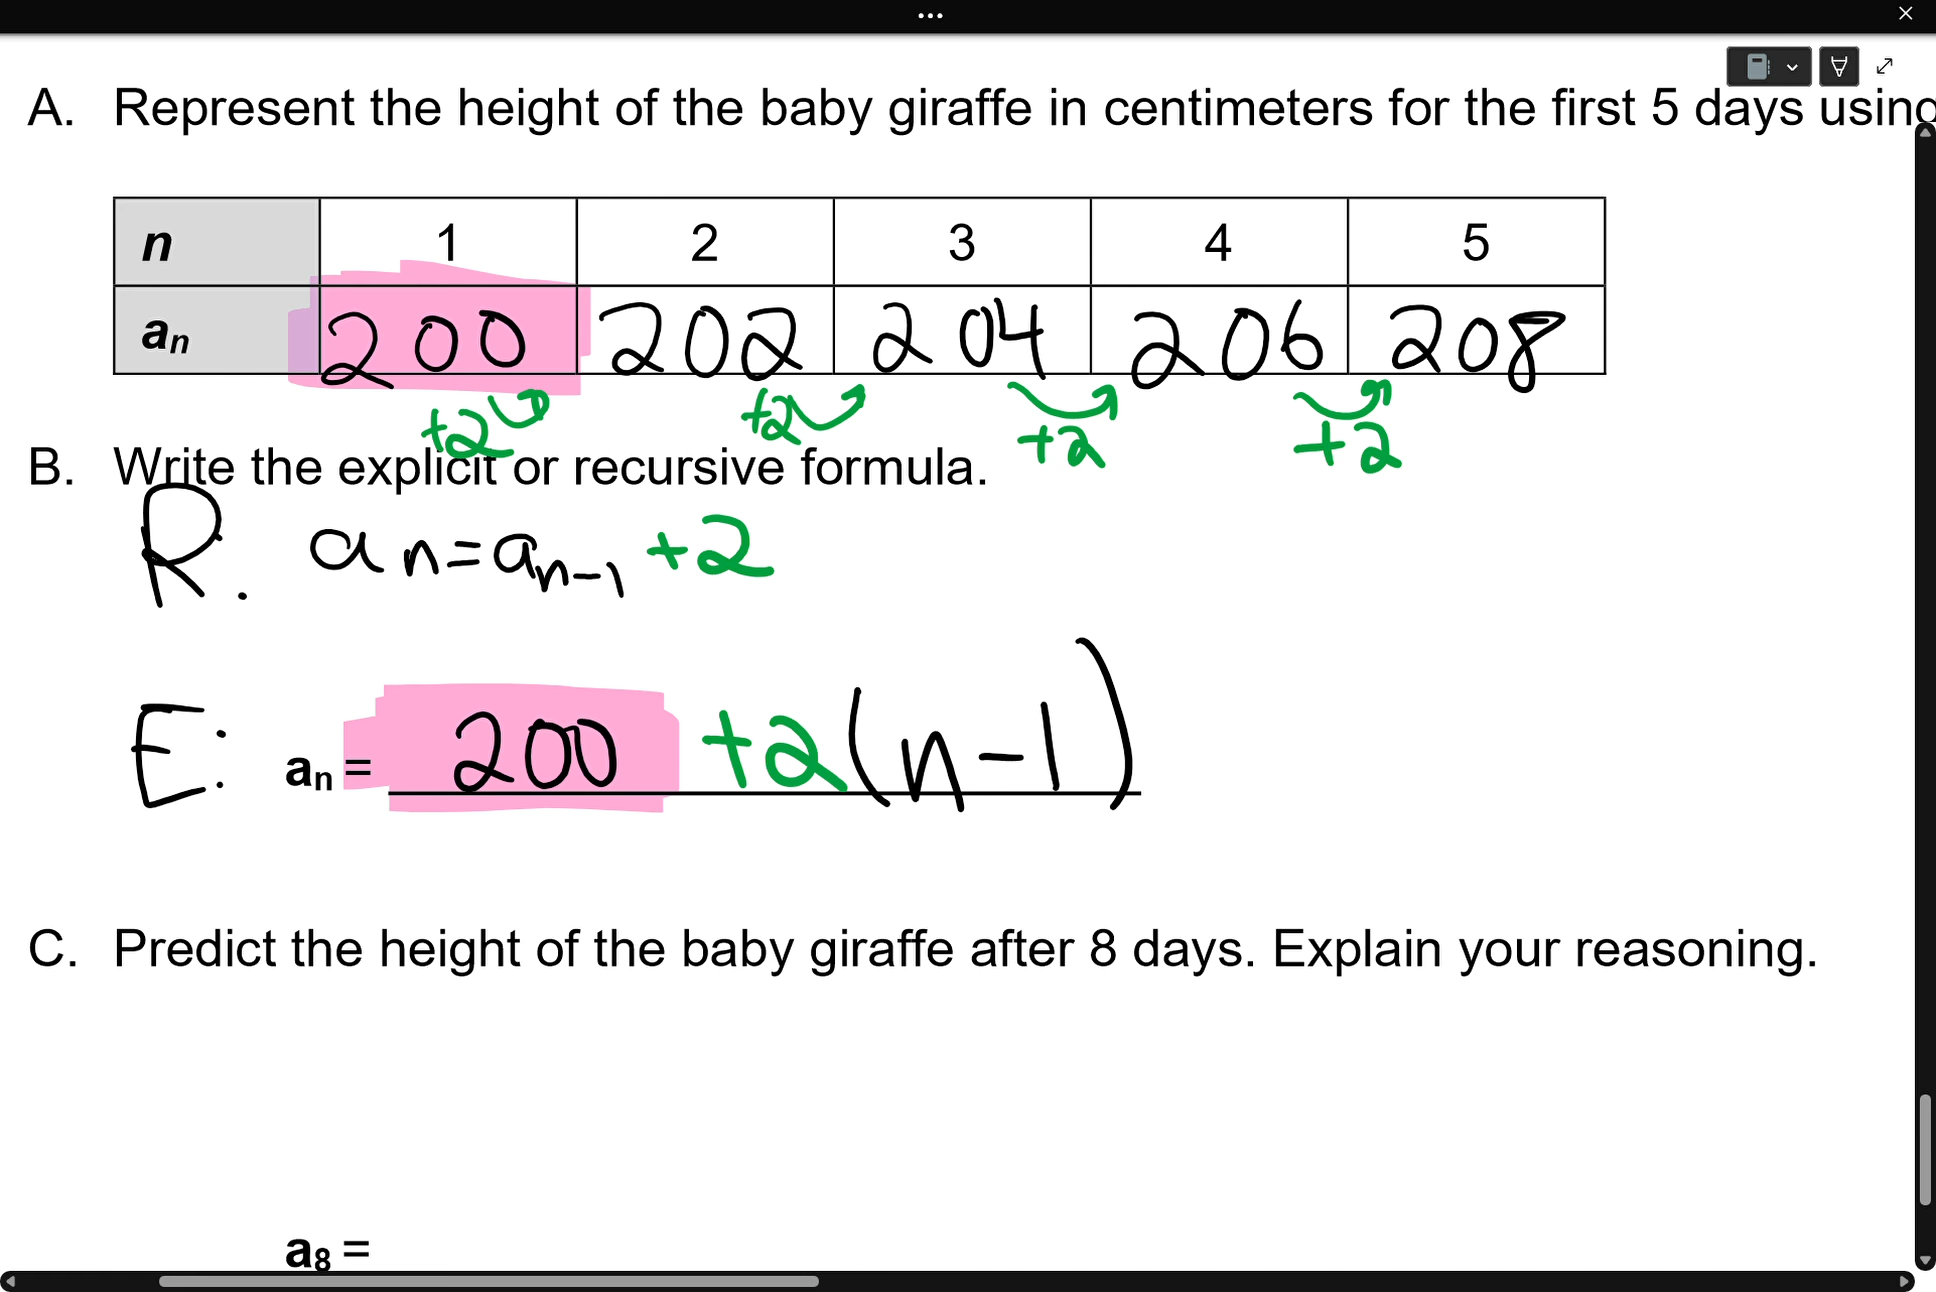 A. Represent the height of the baby giraffe in centimeters for the first 5 days using
n 1 2 3 4 5
aₙ 200 202 204 206 208
+2 +2 +2 +2
B. Write the explicit or recursive formula.
R. aₙ=aₙ₋₁ +2
E: aₙ = 200 +2(n-1)
C. Predict the height of the baby giraffe after 8 days. Explain your reasoning.
a₈ =